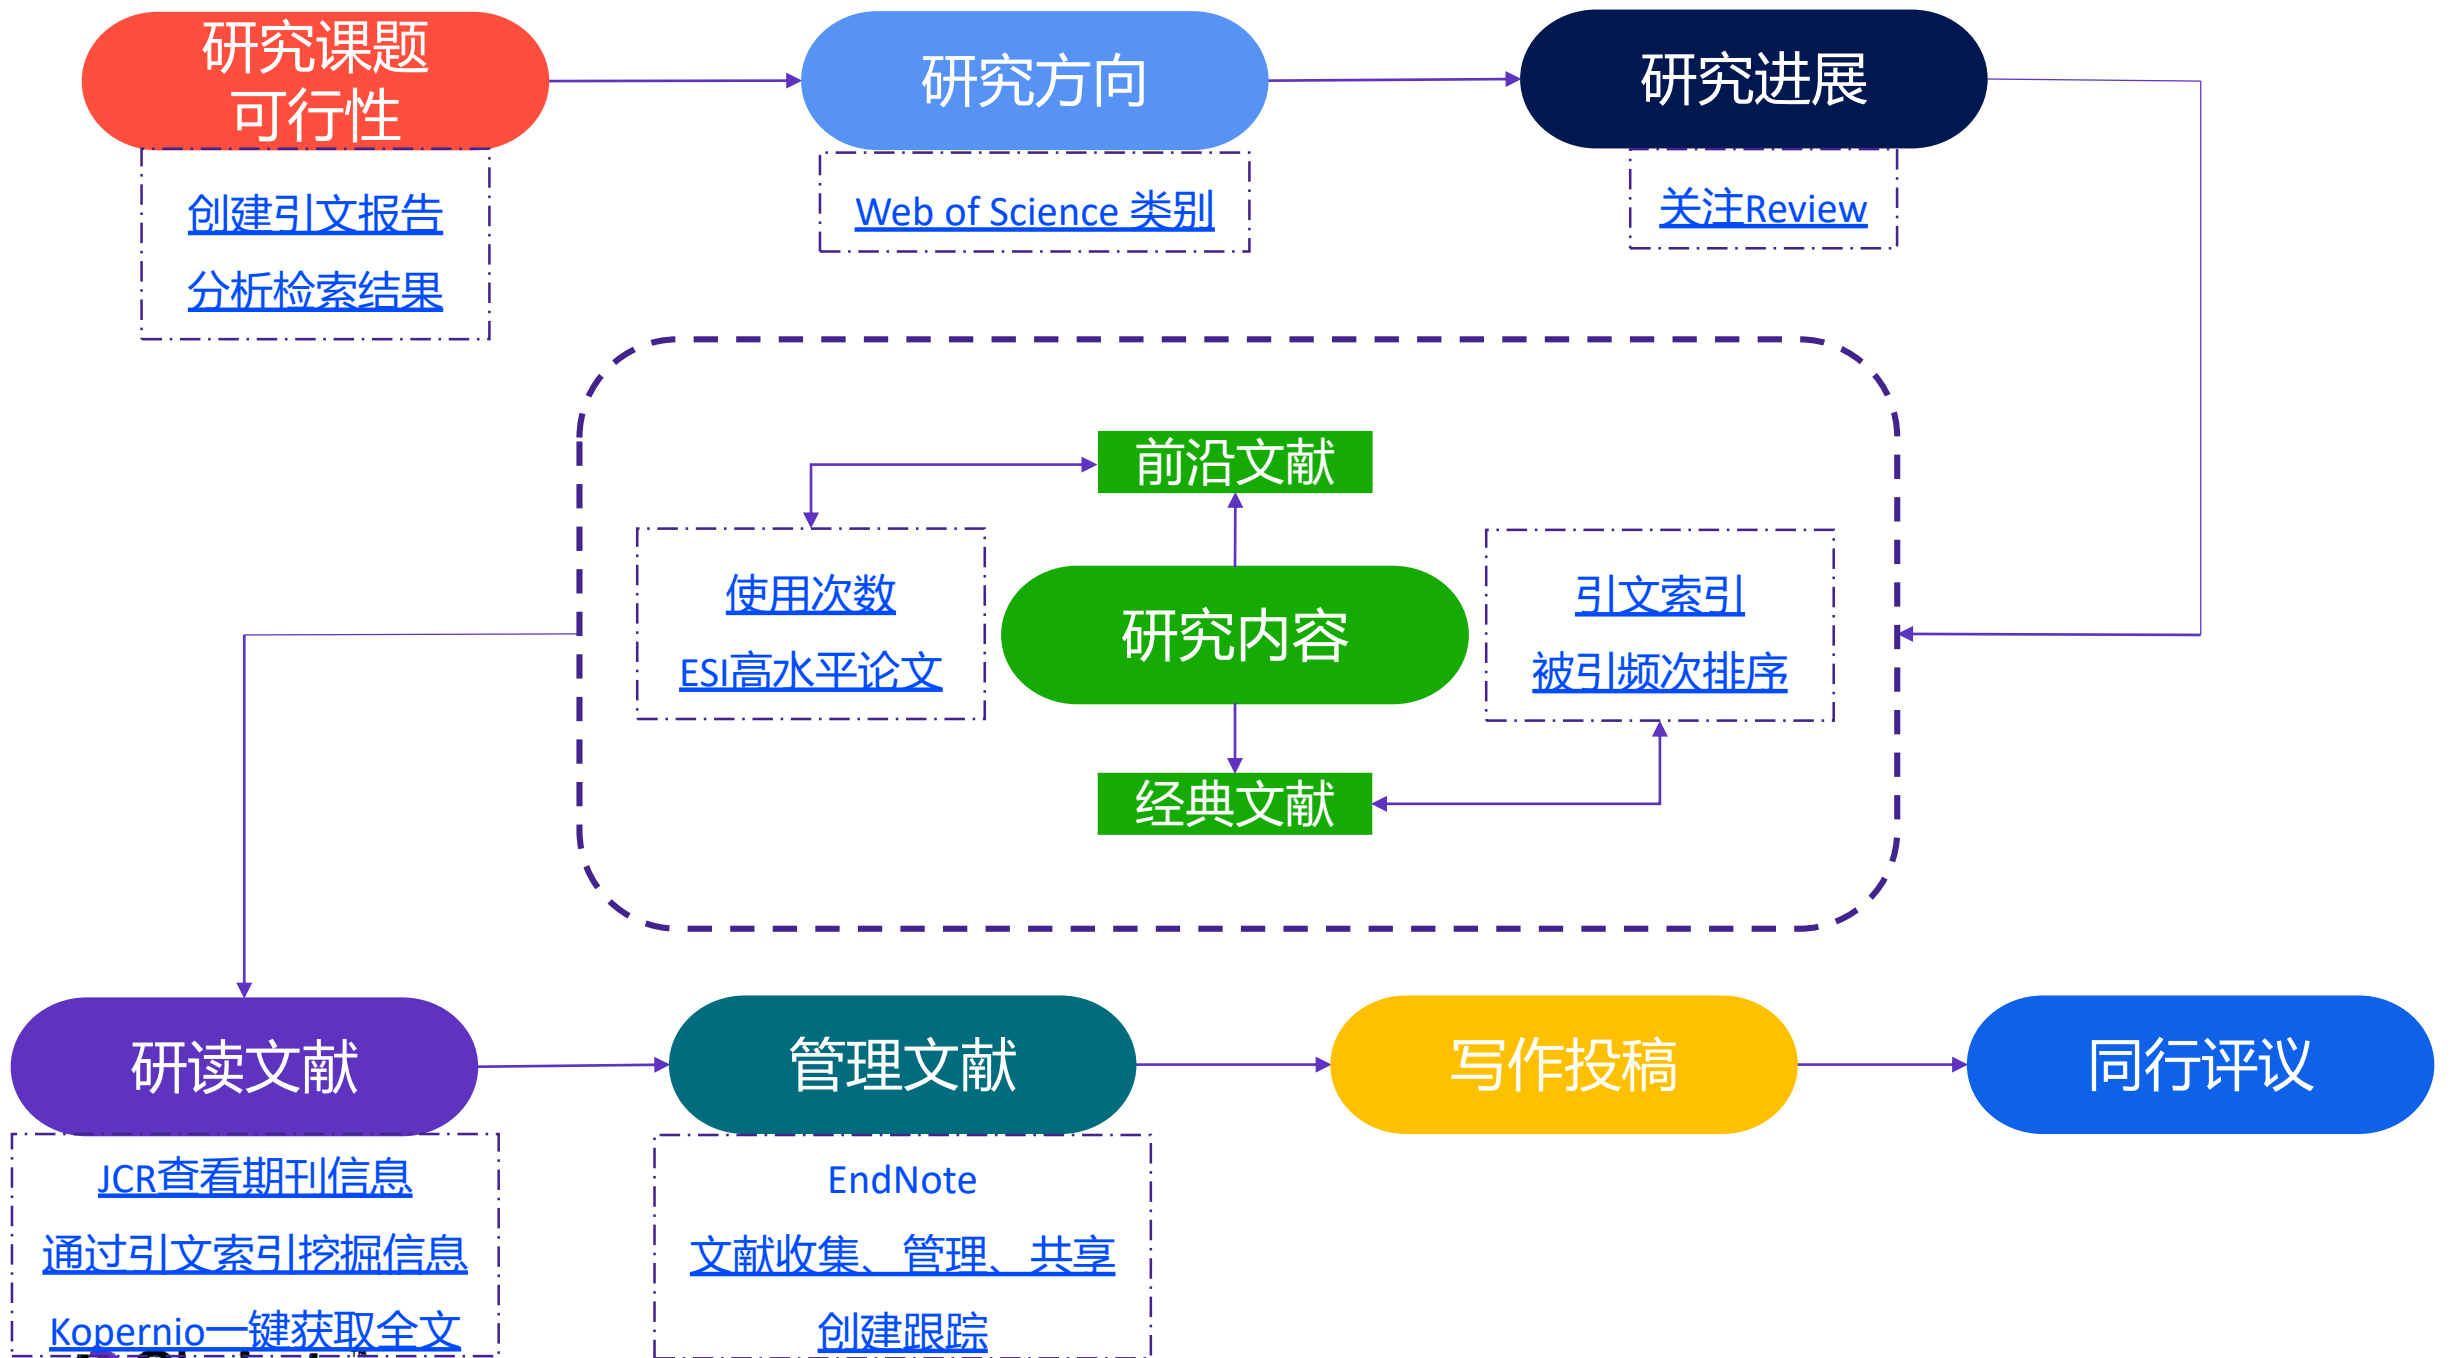 研究课题
可行性
研究方向
研究进展
创建引文报告
分析检索结果
Web of Science 类别
关注Review
前沿文献
使用次数
ESI高水平论文
研究内容
引文索引
被引频次排序
经典文献
研读文献
管理文献
写作投稿
同行评议
JCR查看期刊信息
通过引文索引挖掘信息
Kopernio一键获取全文
EndNote
文献收集、管理、共享
创建跟踪